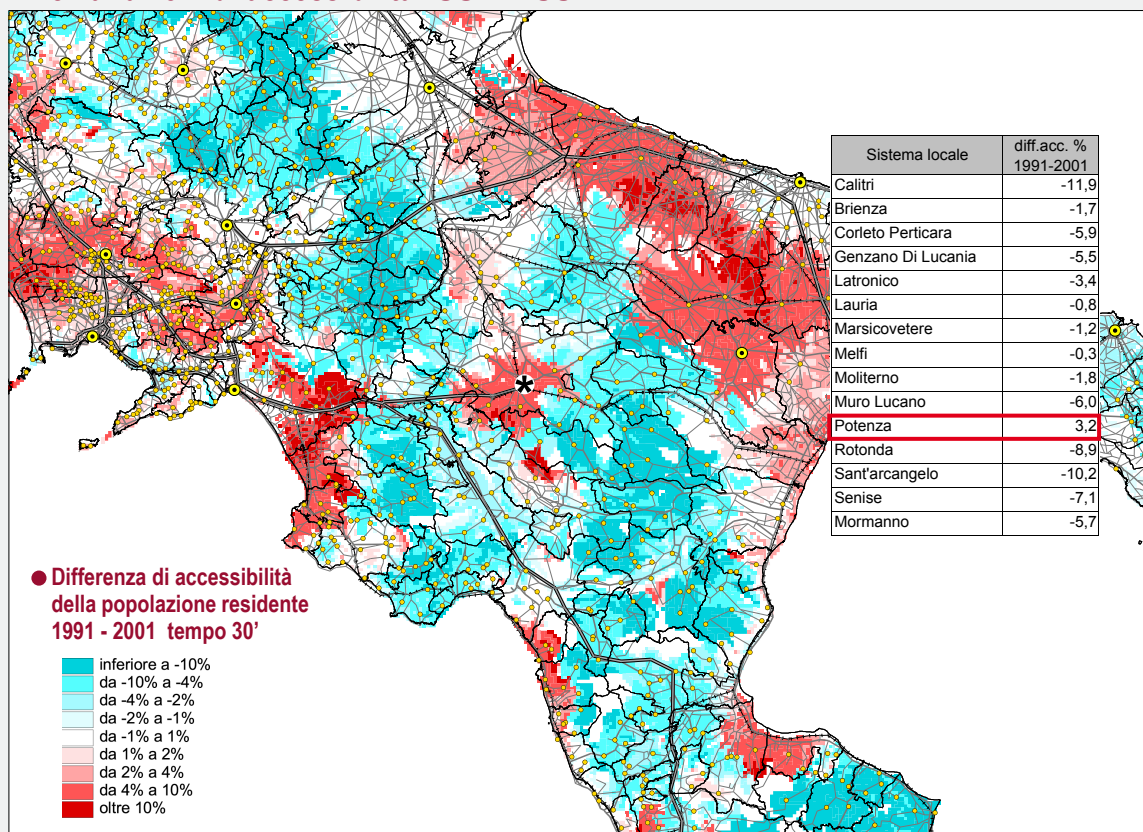 Sistema locale diff.acc. % 1991-2001
Calitri -11,9
Brienza -1,7
Corleto Perticara -5,9
Genzano Di Lucania -5,5
Latronico -3,4
Lauria -0,8
Marsicovetere -1,2
Melfi -0,3
Moliterno -1,8
Muro Lucano -6,0
Potenza 3,2
Rotonda -8,9
Sant'arcangelo -10,2
Senise -7,1
Mormanno -5,7
*
Differenza di accessibilità
della popolazione residente
1991 - 2001 tempo 30'
inferiore a -10%
da -10% a -4%
da -4% a -2%
da -2% a -1%
da -1% a 1%
da 1% a 2%
da 2% a 4%
da 4% a 10%
oltre 10%